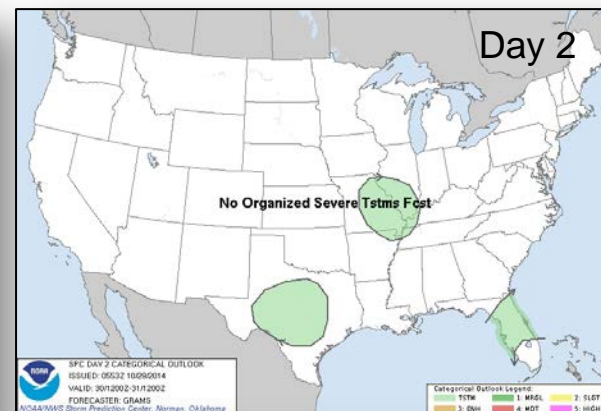 Day 2
No Organized Severe Tstms Fcst
NOAA
SPC DAY 2 CATEGORICAL OUTLOOK
ISSUED: 0553Z 10/29/2014
VALID: 30/1200Z-31/1200Z
FORECASTER: GRAMS
NOAA/NWS Storm Prediction Center, Norman, Oklahoma
Categorical Outlook Legend:
TSTM 1: MRGL 2: SLGT
3: ENH 4: MDT 5: HIGH